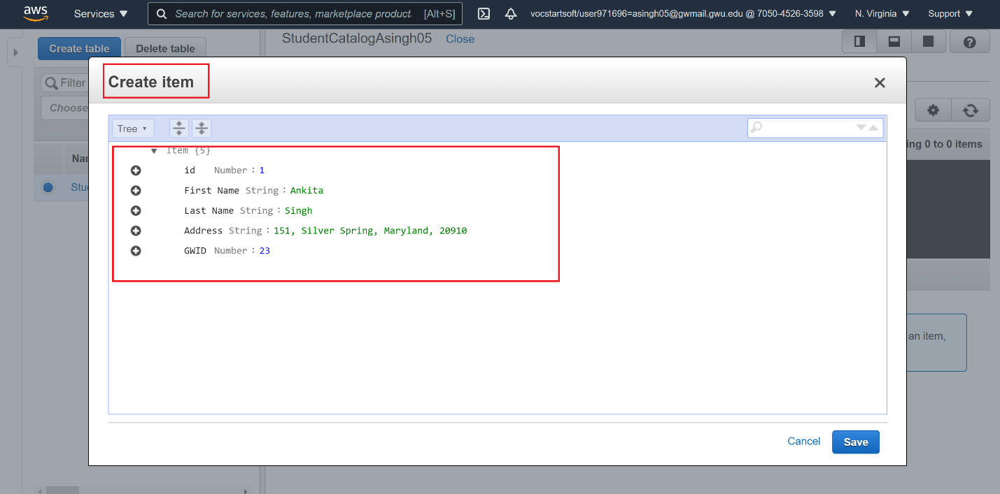 aws Services Search for services, features, marketplace product: [Alt+S] vocstartsoft/user971696=asingh05@gwmail.gwu.edu @ 7050-4526-3598 N. Virginia Support
Create table Delete table StudentCatalogAsingh05 Close
Create item
Filter
Choose
Tree
ing 0 to 0 items
Nar
Item {5}
id Number : 1
Stu
First Name String : Ankita
Last Name String : Singh
Address String : 151, Silver Spring, Maryland, 20910
GWID Number : 23
an item,
Cancel Save